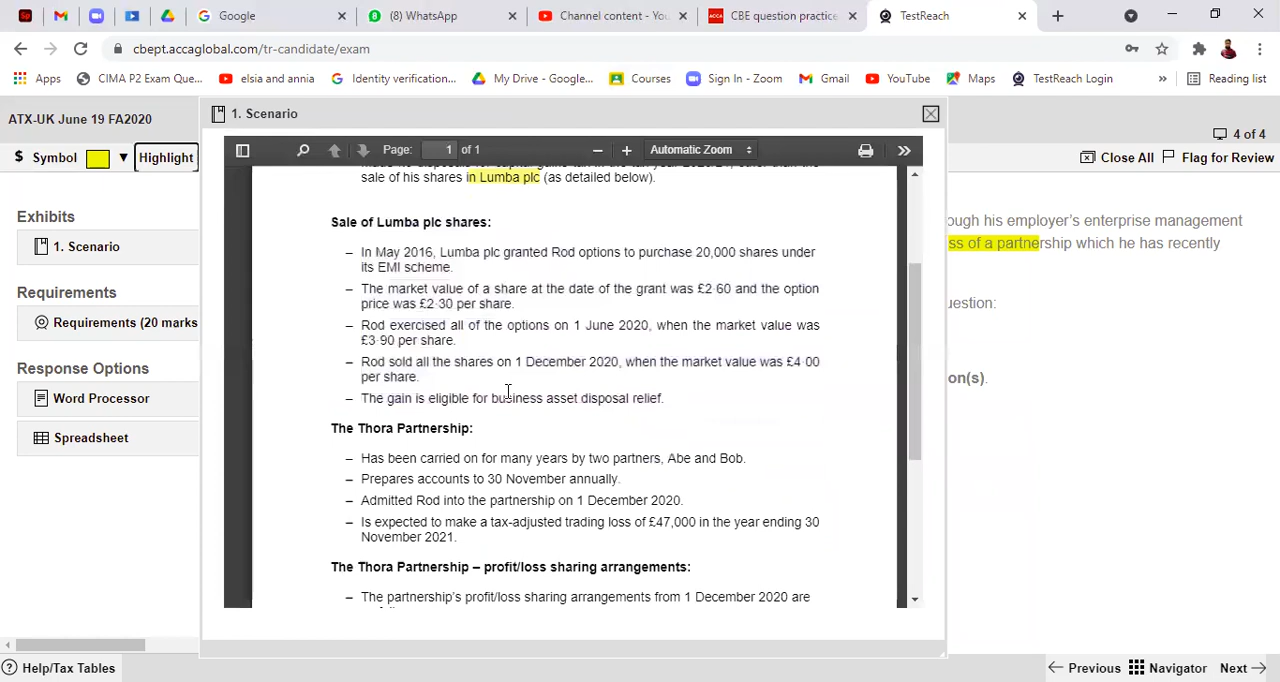 Google
(8) WhatsApp
Channel content - You
CBE question practice
TestReach
cbept.accaglobal.com/tr-candidate/exam
Apps
CIMA P2 Exam Que...
elsia and annia
Identity verification...
My Drive - Google...
Courses
Sign In - Zoom
Gmail
YouTube
Maps
TestReach Login
»
Reading list
ATX-UK June 19 FA2020
1. Scenario
4 of 4
$ Symbol
Highlight
Page: 1 of 1
Automatic Zoom
Close All
Flag for Review
Exhibits
1. Scenario
Requirements
Requirements (20 marks
Response Options
Word Processor
Spreadsheet
sale of his shares in Lumba plc (as detailed below).
Sale of Lumba plc shares:
– In May 2016, Lumba plc granted Rod options to purchase 20,000 shares under
its EMI scheme.
– The market value of a share at the date of the grant was £2·60 and the option
price was £2·30 per share.
– Rod exercised all of the options on 1 June 2020, when the market value was
£3·90 per share.
– Rod sold all the shares on 1 December 2020, when the market value was £4·00
per share.
– The gain is eligible for business asset disposal relief.
The Thora Partnership:
– Has been carried on for many years by two partners, Abe and Bob.
– Prepares accounts to 30 November annually.
– Admitted Rod into the partnership on 1 December 2020.
– Is expected to make a tax-adjusted trading loss of £47,000 in the year ending 30
November 2021.
The Thora Partnership – profit/loss sharing arrangements:
– The partnership's profit/loss sharing arrangements from 1 December 2020 are
ough his employer's enterprise management
ss of a partnership which he has recently
uestion:
on(s).
Help/Tax Tables
Previous
Navigator
Next